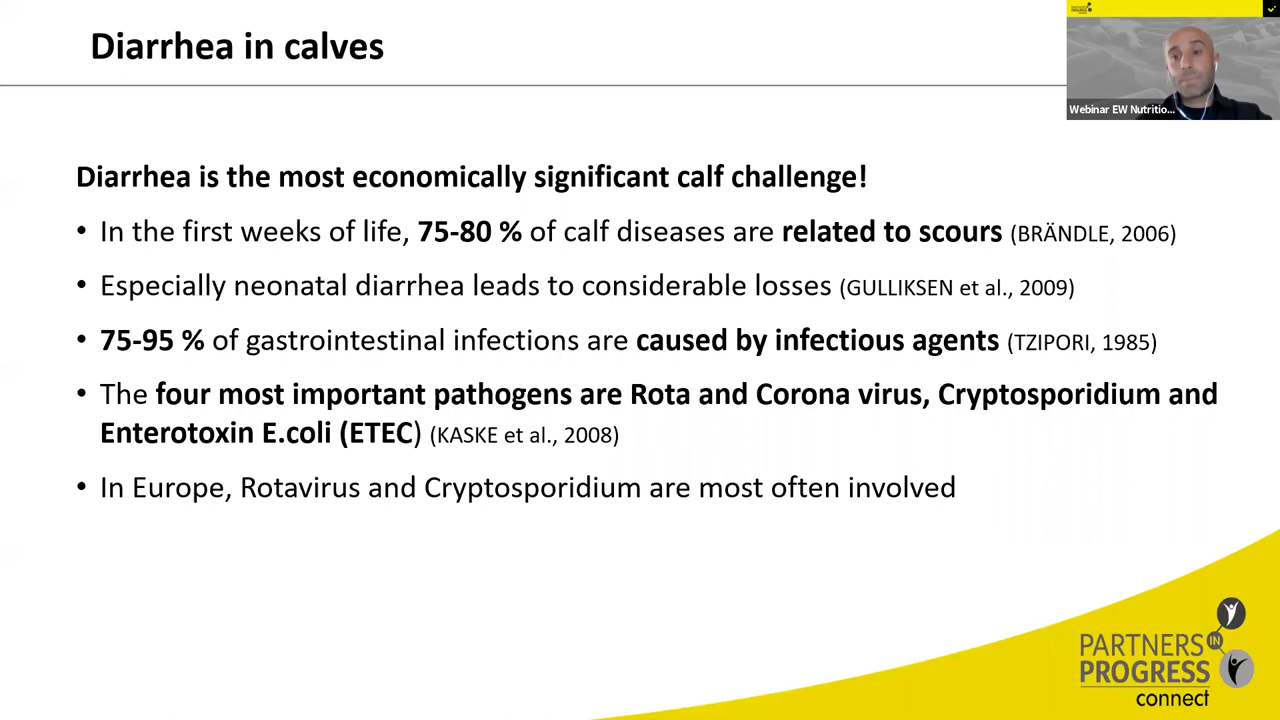 Diarrhea in calves
Webinar EW Nutritio...
Diarrhea is the most economically significant calf challenge!
• In the first weeks of life, 75-80 % of calf diseases are related to scours (BRÄNDLE, 2006)
• Especially neonatal diarrhea leads to considerable losses (GULLIKSEN et al., 2009)
• 75-95 % of gastrointestinal infections are caused by infectious agents (TZIPORI, 1985)
• The four most important pathogens are Rota and Corona virus, Cryptosporidium and
Enterotoxin E.coli (ETEC) (KASKE et al., 2008)
• In Europe, Rotavirus and Cryptosporidium are most often involved
PARTNERS IN
PROGRESS
connect